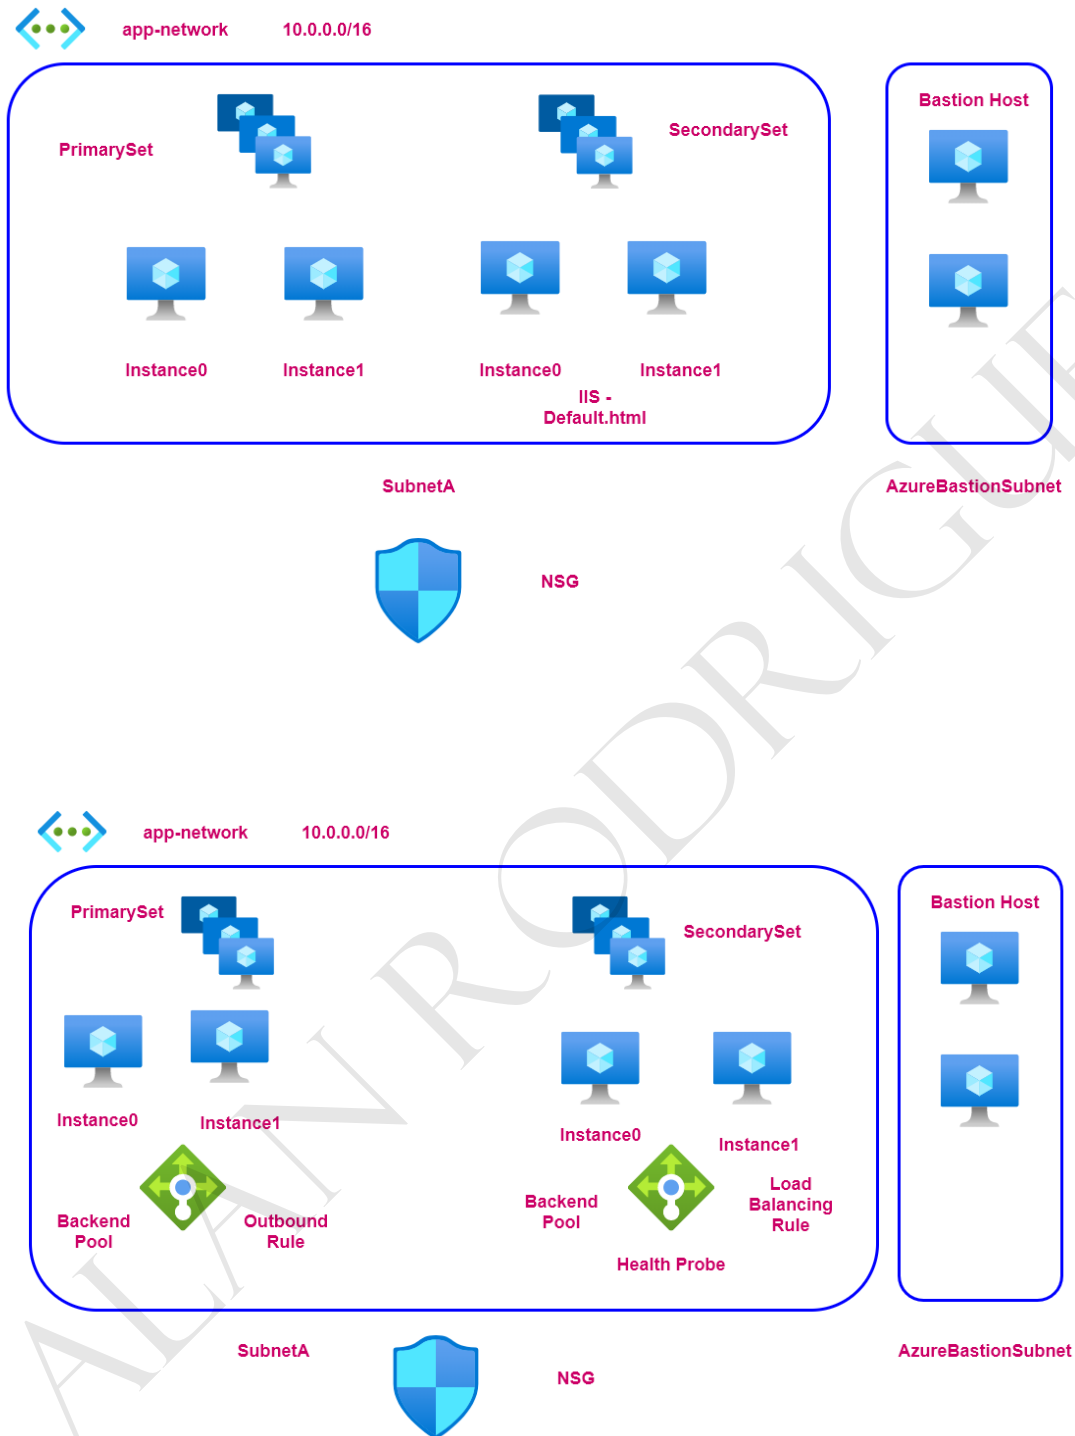 app-network 10.0.0.0/16
Bastion Host
PrimarySet
SecondarySet
Instance0 Instance1 Instance0 Instance1
IIS -
Default.html
SubnetA
AzureBastionSubnet
NSG
app-network 10.0.0.0/16
PrimarySet
SecondarySet
Bastion Host
Instance0 Instance1
Instance0 Instance1
Backend
Pool
Outbound
Rule
Backend
Pool
Load
Balancing
Rule
Health Probe
SubnetA
AzureBastionSubnet
NSG
ALAN RODRIGUE